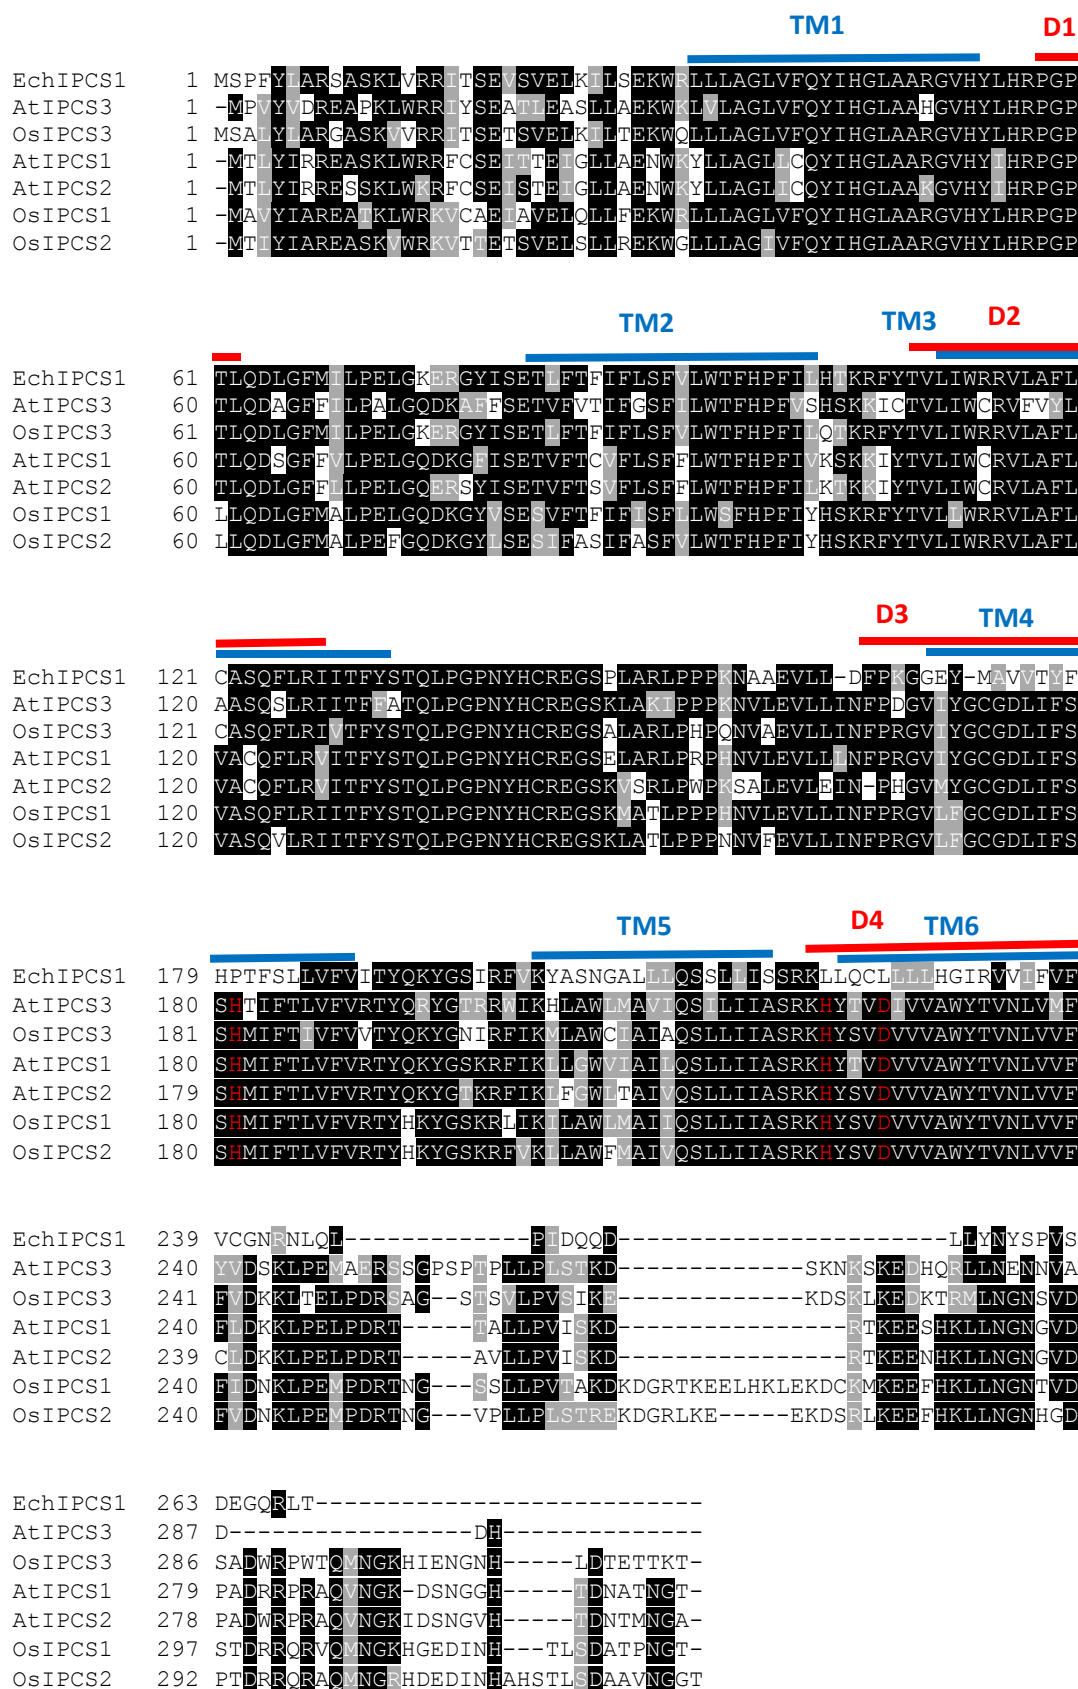 TM1 D1
EchIPCS1 1 MSPFYLARSASKLVRRITSEVSVELKILSEKWRLLLAGLVFQYIHGLAARGVHYLHRPGP
AtIPCS3 1 -MPVYVDREAPKLWRRIYSEATLEASLLAEKWKLVLAGLVFQYIHGLAAHGVHYLHRPGP
OsIPCS3 1 MSALYLARGASKVVRRITSETSVELKILTEKWQLLLAGLVFQYIHGLAARGVHYLHRPGP
AtIPCS1 1 -MTLYIRREASKLWRRFCSEITTEIGLLAENWKYLLAGLLCQYIHGLAARGVHYIHRPGP
AtIPCS2 1 -MTLYIRRESSKLWKRFCSEISTEIGLLAENWKYLLAGLICQYIHGLAAKGVHYIHRPGP
OsIPCS1 1 -MAVYIAREATKLWRKVCAEIAVELQLLFEKWRLLLAGLVFQYIHGLAARGVHYLHRPGP
OsIPCS2 1 -MTIYIAREASKVWRKVTTETSVELSLLREKWGLLLAGIVFQYIHGLAARGVHYLHRPGP
TM2 TM3 D2
EchIPCS1 61 TLQDLGFMILPELGKERGYISETLFTFIFLSFVLWTFHPFILHTKRFYTVLIWRRVLAFL
AtIPCS3 60 TLQDAGFFILPALGQDKAFFSETVFVTIFGSFILWTFHPFVSHSKKICTVLIWCRVFVYL
OsIPCS3 61 TLQDLGFMILPELGKERGYISETLFTFIFLSFVLWTFHPFILQTKRFYTVLIWRRVLAFL
AtIPCS1 60 TLQDSGFFVLPELGQDKGFISETVFTCVFLSFFLWTFHPFIVKSKKIYTVLIWCRVLAFL
AtIPCS2 60 TLQDLGFFLLPELGQERSYISETVFTSVFLSFFLWTFHPFILKTKKIYTVLIWCRVLAFL
OsIPCS1 60 LLQDLGFMALPELGQDKGYVSESVFTFIFISFLLWSFHPFIYHSKRFYTVLLWRRVLAFL
OsIPCS2 60 LLQDLGFMALPEFGQDKGYLSESIFASIFASFVLWTFHPFIYHSKRFYTVLIWRRVLAFL
D3 TM4
EchIPCS1 121 CASQFLRIITFYSTQLPGPNYHCREGSPLARLPPPKNAAEVLL-DFPKGGEY-MAVVTYF
AtIPCS3 120 AASQSLRIITFFATQLPGPNYHCREGSKLAKIPPPKNVLEVLLINFPDGVIYGCGDLIFS
OsIPCS3 121 CASQFLRIVTFYSTQLPGPNYHCREGSALARLPHPQNVAEVLLINFPRGVIYGCGDLIFS
AtIPCS1 120 VACQFLRVITFYSTQLPGPNYHCREGSELARLPRPHNVLEVLLLNFPRGVIYGCGDLIFS
AtIPCS2 120 VACQFLRVITFYSTQLPGPNYHCREGSKVSRLPWPKSALEVLEIN-PHGVMYGCGDLIFS
OsIPCS1 120 VASQFLRIITFYSTQLPGPNYHCREGSKMATLPPPHNVLEVLLINFPRGVLFGCGDLIFS
OsIPCS2 120 VASQVLRIITFYSTQLPGPNYHCREGSKLATLPPPNNVFEVLLINFPRGVLFGCGDLIFS
TM5 D4 TM6
EchIPCS1 179 HPTFSLLVFVITYQKYGSIRFVKYASNGALLLQSSLLISSRKLLQCLLLLHGIRVVIFVF
AtIPCS3 180 SHTIFTLVFVRTYQRYGTRRWIKHLAWLMAVIQSILIIASRKHYTVDIVVAWYTVNLVMF
OsIPCS3 181 SHMIFTIVFVVTYQKYGNIRFIKMLAWCIAIAQSLLIIASRKHYSVDVVVAWYTVNLVVF
AtIPCS1 180 SHMIFTLVFVRTYQKYGSKRFIKLLGWVIAILQSLLIIASRKHYTVDVVVAWYTVNLVVF
AtIPCS2 179 SHMIFTLVFVRTYQKYGTKRFIKLFGWLTAIVQSLLIIASRKHYSVDVVVAWYTVNLVVF
OsIPCS1 180 SHMIFTLVFVRTYHKYGSKRLIKILAWLMAIIQSLLIIASRKHYSVDVVVAWYTVNLVVF
OsIPCS2 180 SHMIFTLVFVRTYHKYGSKRFVKLLAWFMAIVQSLLIIASRKHYSVDVVVAWYTVNLVVF
EchIPCS1 239 VCGNRNLQL--------------PIDQQD------------------------LLYNYSPVS
AtIPCS3 240 YVDSKLPEMAERSSGPSPTPLLPLSTKD--------------SKNKSKEDHQRLLNENNVA
OsIPCS3 241 FVDKKLTELPDRSAG--STSVLPVSIKE--------------KDSKLKEDKTRMLNGNSVD
AtIPCS1 240 FLDKKLPELPDRT-----TALLPVISKD-----------------RTKEESHKLLNGNGVD
AtIPCS2 239 CLDKKLPELPDRT-----AVLLPVISKD-----------------RTKEENHKLLNGNGVD
OsIPCS1 240 FIDNKLPEMPDRTNG---SSLLPVTAKDKDGRTKEELHKLEKDCKMKEEFHKLLNGNTVD
OsIPCS2 240 FVDNKLPEMPDRTNG---VPLLPLSTREKDGRLKE-----EKDSRLKEEFHKLLNGNHGD
EchIPCS1 263 DEGQRLT-----------------------------
AtIPCS3 287 D------------------DH---------------
OsIPCS3 286 SADWRPWTQMNGKHIENGNH-----LDTETTKT-
AtIPCS1 279 PADRRPRAQVNGK-DSNGGH-----TDNATNGT-
AtIPCS2 278 PADWRPRAQVNGKIDSNGVH-----TDNTMNGA-
OsIPCS1 297 STDRRQRVQMNGKHGEDINH---TLSDATPNGT-
OsIPCS2 292 PTDRRQRAQMNGRHDEDINHAHSTLSDAAVNGGT